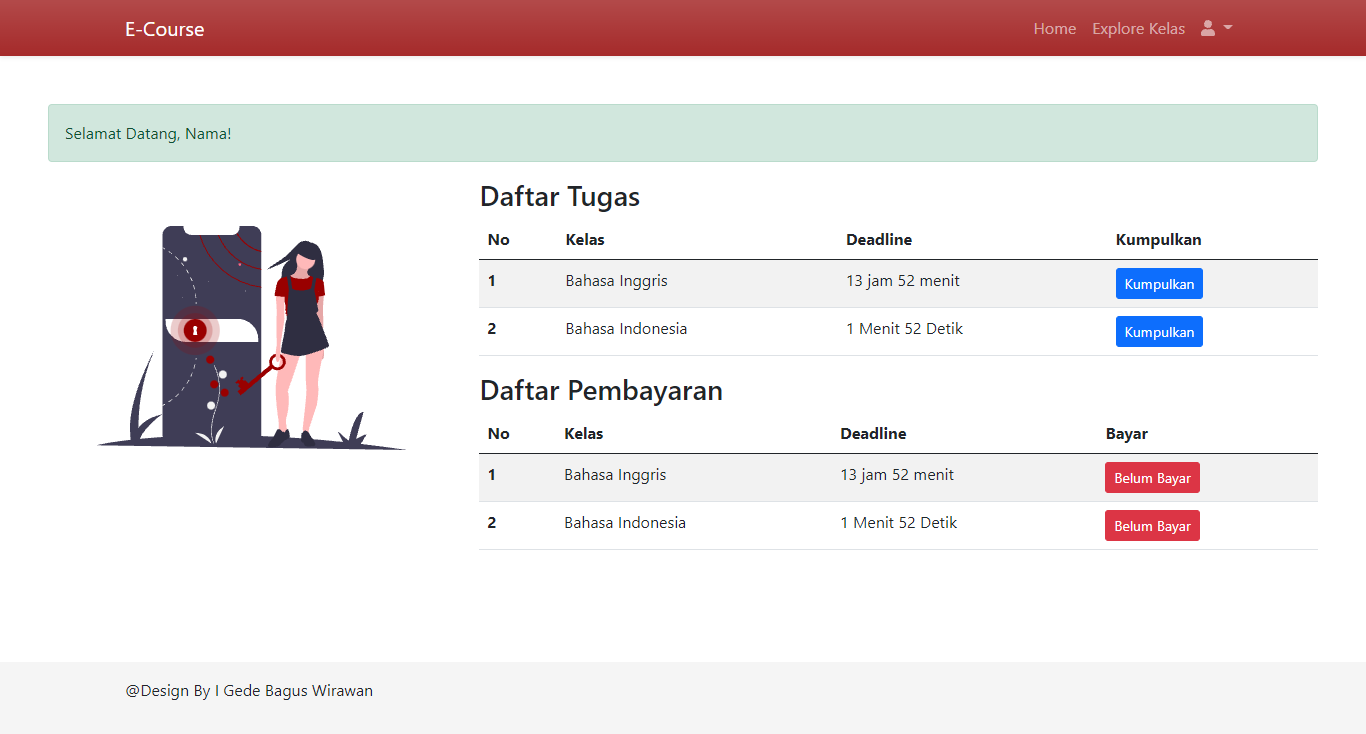 E-Course Home Explore Kelas
Selamat Datang, Nama!
Daftar Tugas
No Kelas Deadline Kumpulkan
1 Bahasa Inggris 13 jam 52 menit Kumpulkan
2 Bahasa Indonesia 1 Menit 52 Detik Kumpulkan
Daftar Pembayaran
No Kelas Deadline Bayar
1 Bahasa Inggris 13 jam 52 menit Belum Bayar
2 Bahasa Indonesia 1 Menit 52 Detik Belum Bayar
@Design By I Gede Bagus Wirawan